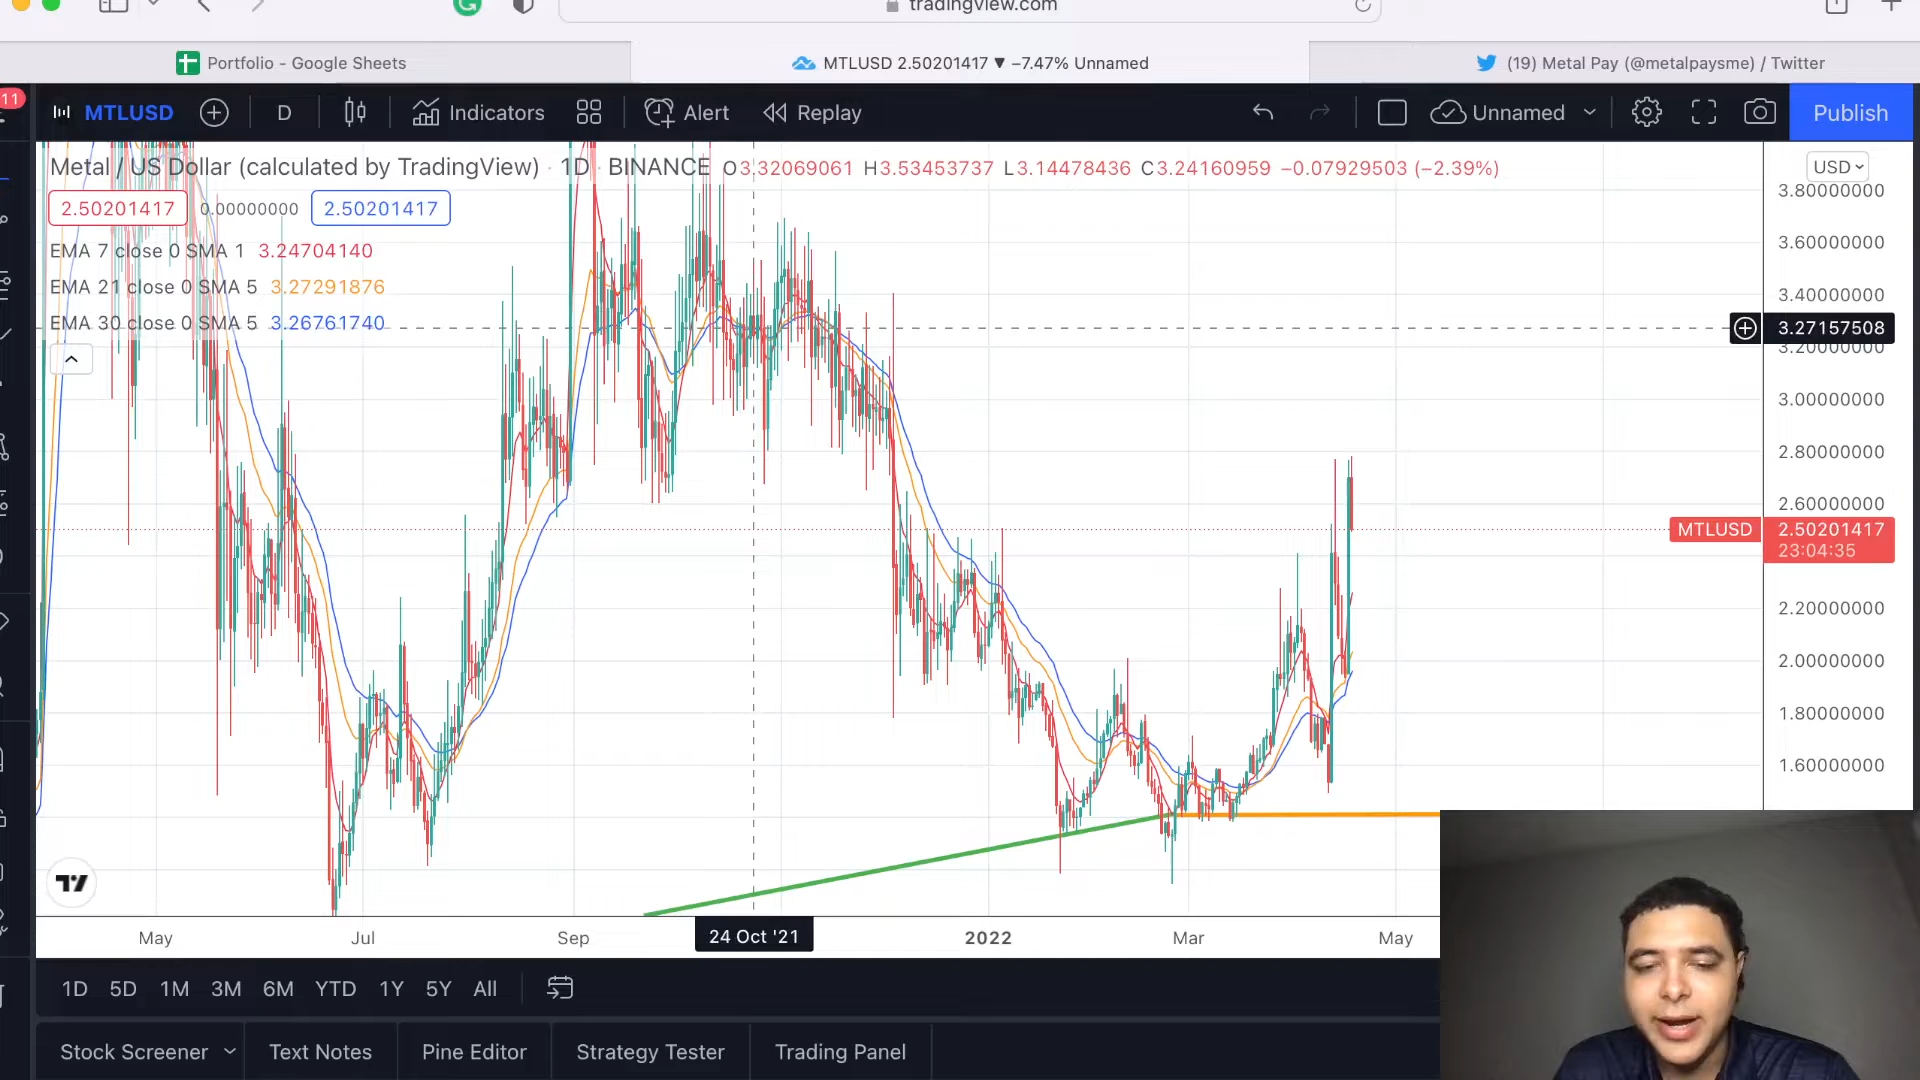 tradingview.com
Portfolio - Google Sheets
MTLUSD 2.50201417 ▼ −7.47% Unnamed
(19) Metal Pay (@metalpaysme) / Twitter
11
MTLUSD
D
Indicators
Alert
Replay
Unnamed
Publish
Metal / US Dollar (calculated by TradingView) · 1D · BINANCE O3.32069061 H3.53453737 L3.14478436 C3.24160959 −0.07929503 (−2.39%)
USD
2.50201417 0.00000000 2.50201417
EMA 7 close 0 SMA 1 3.24704140
EMA 21 close 0 SMA 5 3.27291876
EMA 30 close 0 SMA 5 3.26761740
3.80000000
3.60000000
3.40000000
3.27157508
3.20000000
3.00000000
2.80000000
2.60000000
MTLUSD 2.50201417
23:04:35
2.20000000
2.00000000
1.80000000
1.60000000
May
Jul
Sep
24 Oct '21
2022
Mar
May
1D 5D 1M 3M 6M YTD 1Y 5Y All
Stock Screener
Text Notes
Pine Editor
Strategy Tester
Trading Panel